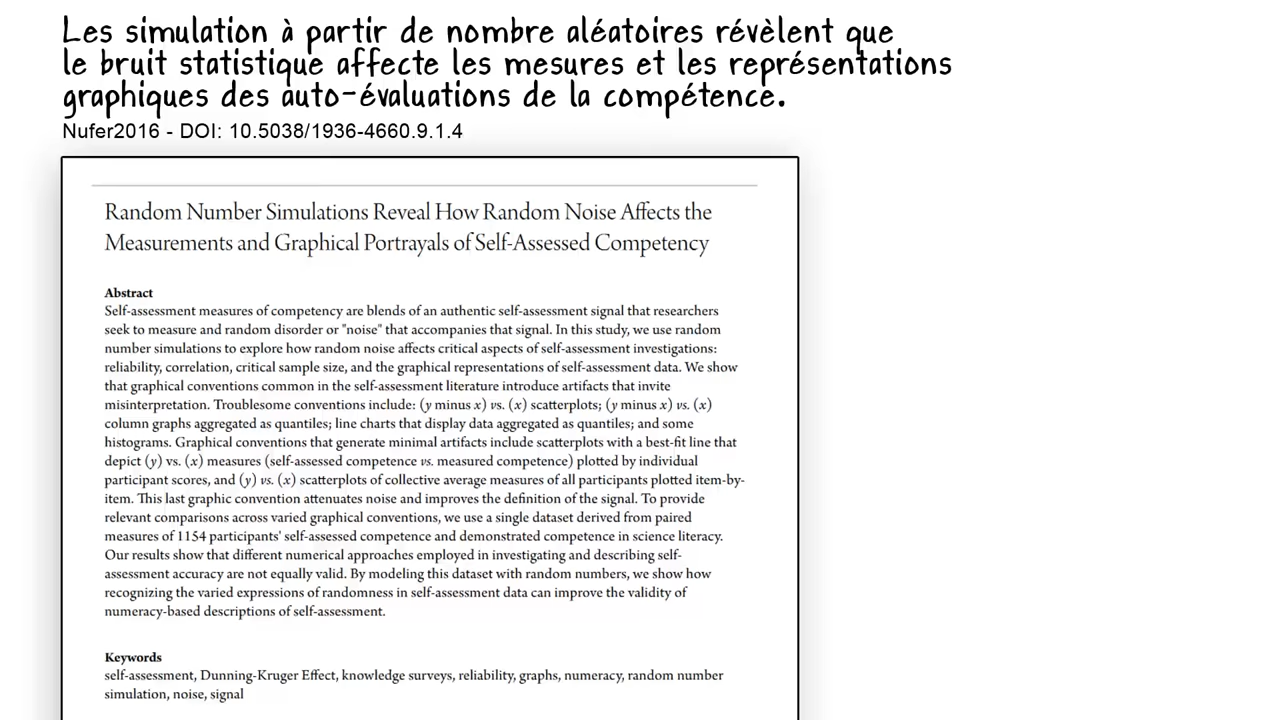 Les simulation à partir de nombre aléatoires révèlent que
le bruit statistique affecte les mesures et les représentations
graphiques des auto-évaluations de la compétence.
Nufer2016 - DOI: 10.5038/1936-4660.9.1.4
Random Number Simulations Reveal How Random Noise Affects the
Measurements and Graphical Portrayals of Self-Assessed Competency
Abstract
Self-assessment measures of competency are blends of an authentic self-assessment signal that researchers
seek to measure and random disorder or "noise" that accompanies that signal. In this study, we use random
number simulations to explore how random noise affects critical aspects of self-assessment investigations:
reliability, correlation, critical sample size, and the graphical representations of self-assessment data. We show
that graphical conventions common in the self-assessment literature introduce artifacts that invite
misinterpretation. Troublesome conventions include: (y minus x) vs. (x) scatterplots; (y minus x) vs. (x)
column graphs aggregated as quantiles; line charts that display data aggregated as quantiles; and some
histograms. Graphical conventions that generate minimal artifacts include scatterplots with a best-fit line that
depict (y) vs. (x) measures (self-assessed competence vs. measured competence) plotted by individual
participant scores, and (y) vs. (x) scatterplots of collective average measures of all participants plotted item-by-
item. This last graphic convention attenuates noise and improves the definition of the signal. To provide
relevant comparisons across varied graphical conventions, we use a single dataset derived from paired
measures of 1154 participants' self-assessed competence and demonstrated competence in science literacy.
Our results show that different numerical approaches employed in investigating and describing self-
assessment accuracy are not equally valid. By modeling this dataset with random numbers, we show how
recognizing the varied expressions of randomness in self-assessment data can improve the validity of
numeracy-based descriptions of self-assessment.
Keywords
self-assessment, Dunning-Kruger Effect, knowledge surveys, reliability, graphs, numeracy, random number
simulation, noise, signal